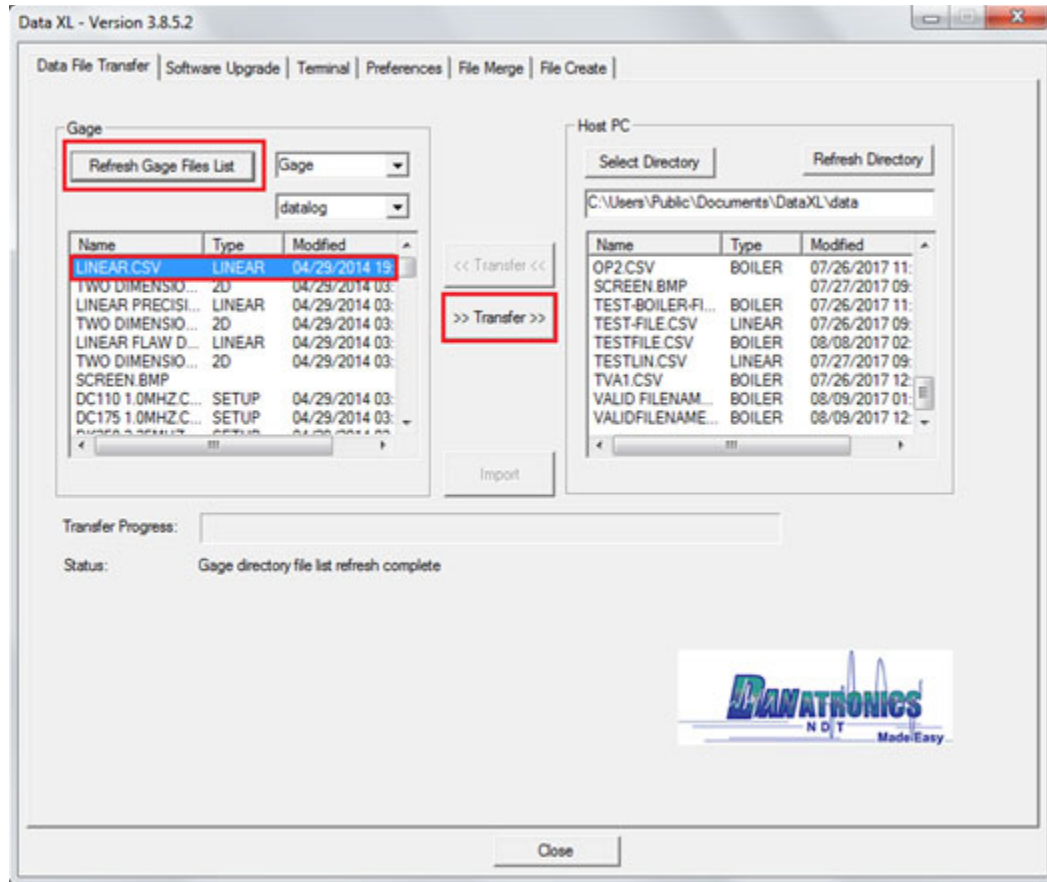 Data XL - Version 3.8.5.2
Data File Transfer Software Upgrade Terminal Preferences File Merge File Create
Gage
Refresh Gage Files List Gage
datalog
Name Type Modified
LINEAR.CSV LINEAR 04/29/2014 19:
TWO DIMENSIO... 2D 04/29/2014 03:
LINEAR PRECISI... LINEAR 04/29/2014 03:
TWO DIMENSIO... 2D 04/29/2014 03:
LINEAR FLAW D... LINEAR 04/29/2014 03:
TWO DIMENSIO... 2D 04/29/2014 03:
SCREEN.BMP
DC110 1.0MHZ.C... SETUP 04/29/2014 03:
DC175 1.0MHZ.C... SETUP 04/29/2014 03:
<< Transfer <<
>> Transfer >>
Import
Host PC
Select Directory Refresh Directory
C:\Users\Public\Documents\DataXL\data
Name Type Modified
OP2.CSV BOILER 07/26/2017 11:
SCREEN.BMP 07/27/2017 09:
TEST-BOILER-FI... BOILER 07/26/2017 11:
TEST-FILE.CSV LINEAR 07/26/2017 09:
TESTFILE.CSV BOILER 08/08/2017 02:
TESTLIN.CSV LINEAR 07/27/2017 09:
TVA1.CSV BOILER 07/26/2017 12:
VALID FILENAM... BOILER 08/09/2017 01:
VALIDFILENAME... BOILER 08/09/2017 12:
Transfer Progress:
Status: Gage directory file list refresh complete
DANATRONICS
NDT
Made Easy
Close